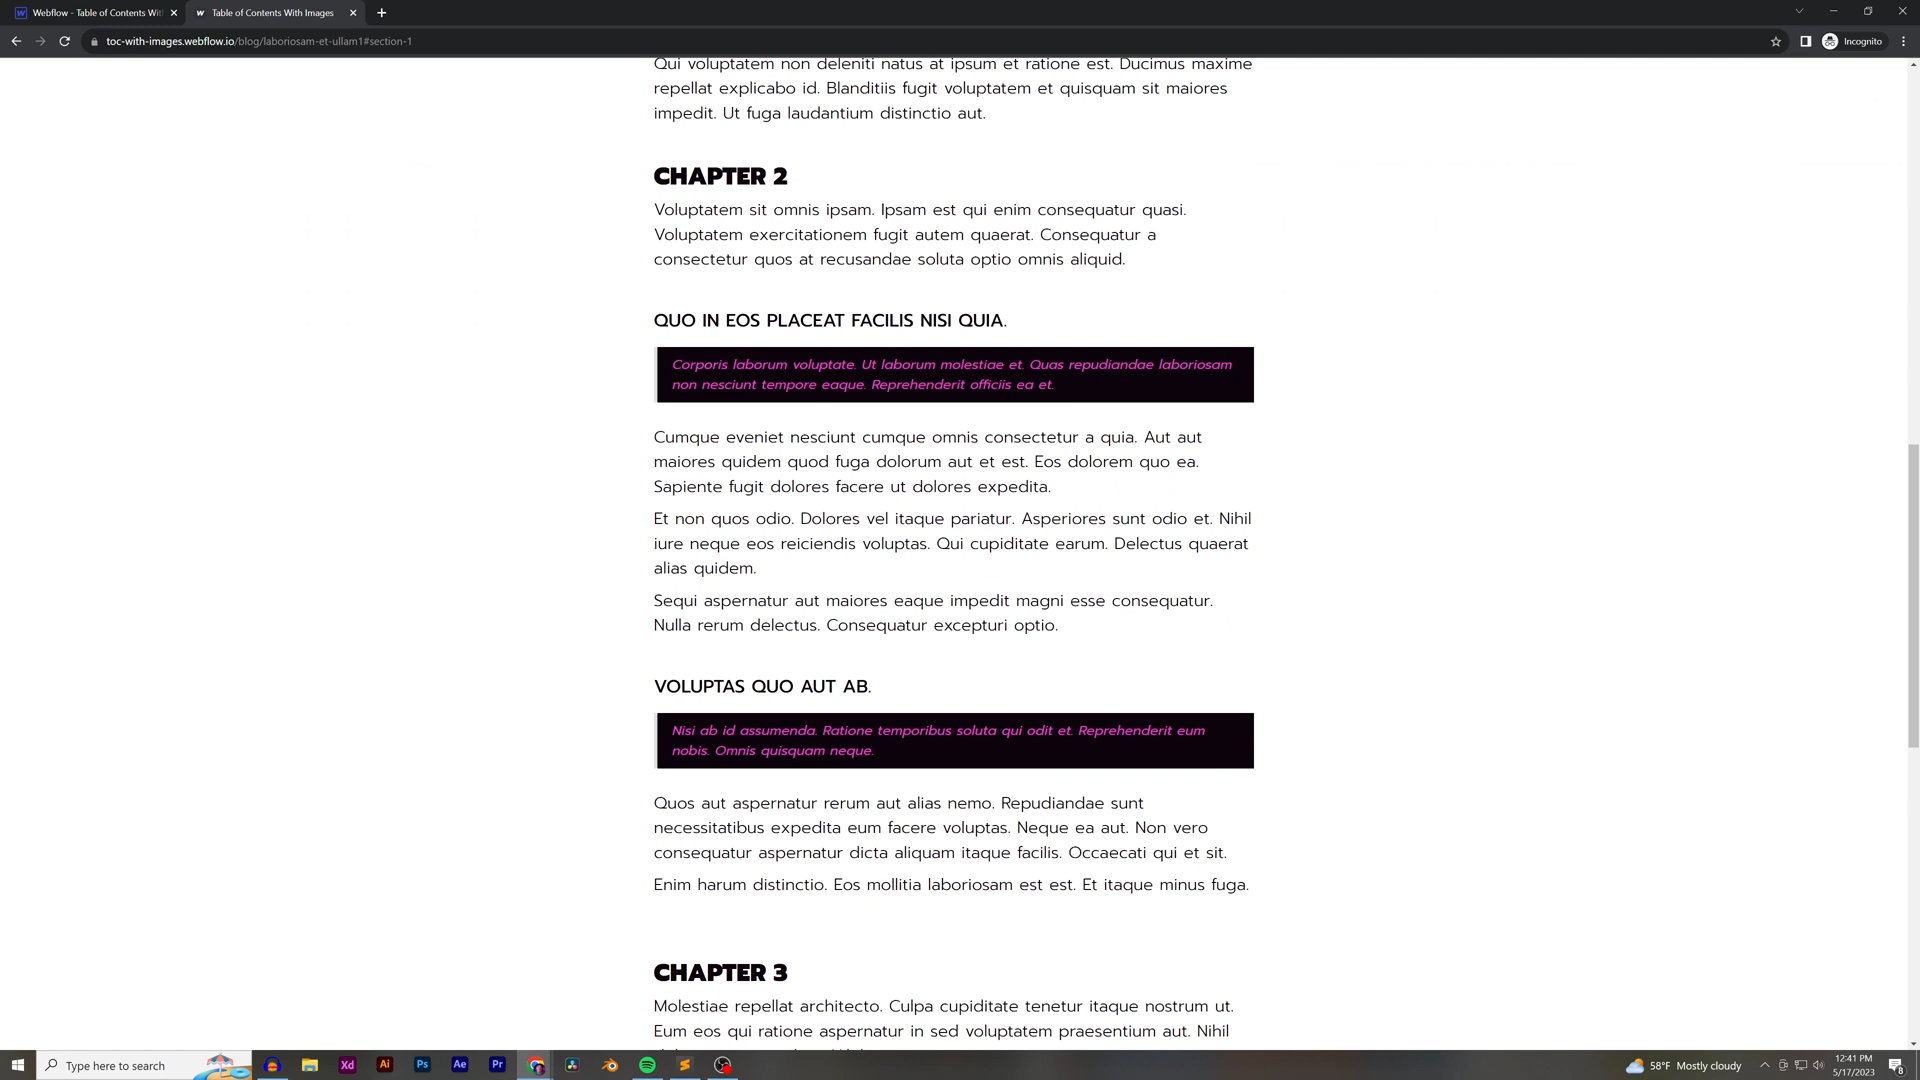 Webflow - Table of Contents Wit
Table of Contents With Images
toc-with-images.webflow.io/blog/laboriosam-et-ullam1#section-1
Incognito
Qui voluptatem non deleniti natus at ipsum et ratione est. Ducimus maxime
repellat explicabo id. Blanditiis fugit voluptatem et quisquam sit maiores
impedit. Ut fuga laudantium distinctio aut.
CHAPTER 2
Voluptatem sit omnis ipsam. Ipsam est qui enim consequatur quasi.
Voluptatem exercitationem fugit autem quaerat. Consequatur a
consectetur quos at recusandae soluta optio omnis aliquid.
QUO IN EOS PLACEAT FACILIS NISI QUIA.
Corporis laborum voluptate. Ut laborum molestiae et. Quas repudiandae laboriosam
non nesciunt tempore eaque. Reprehenderit officiis ea et.
Cumque eveniet nesciunt cumque omnis consectetur a quia. Aut aut
maiores quidem quod fuga dolorum aut et est. Eos dolorem quo ea.
Sapiente fugit dolores facere ut dolores expedita.
Et non quos odio. Dolores vel itaque pariatur. Asperiores sunt odio et. Nihil
iure neque eos reiciendis voluptas. Qui cupiditate earum. Delectus quaerat
alias quidem.
Sequi aspernatur aut maiores eaque impedit magni esse consequatur.
Nulla rerum delectus. Consequatur excepturi optio.
VOLUPTAS QUO AUT AB.
Nisi ab id assumenda. Ratione temporibus soluta qui odit et. Reprehenderit eum
nobis. Omnis quisquam neque.
Quos aut aspernatur rerum aut alias nemo. Repudiandae sunt
necessitatibus expedita eum facere voluptas. Neque ea aut. Non vero
consequatur aspernatur dicta aliquam itaque facilis. Occaecati qui et sit.
Enim harum distinctio. Eos mollitia laboriosam est est. Et itaque minus fuga.
CHAPTER 3
Molestiae repellat architecto. Culpa cupiditate tenetur itaque nostrum ut.
Eum eos qui ratione aspernatur in sed voluptatem praesentium aut. Nihil
Type here to search
Xd
Ai
Ps
Ae
Pr
58°F Mostly cloudy
12:41 PM
5/17/2023
8